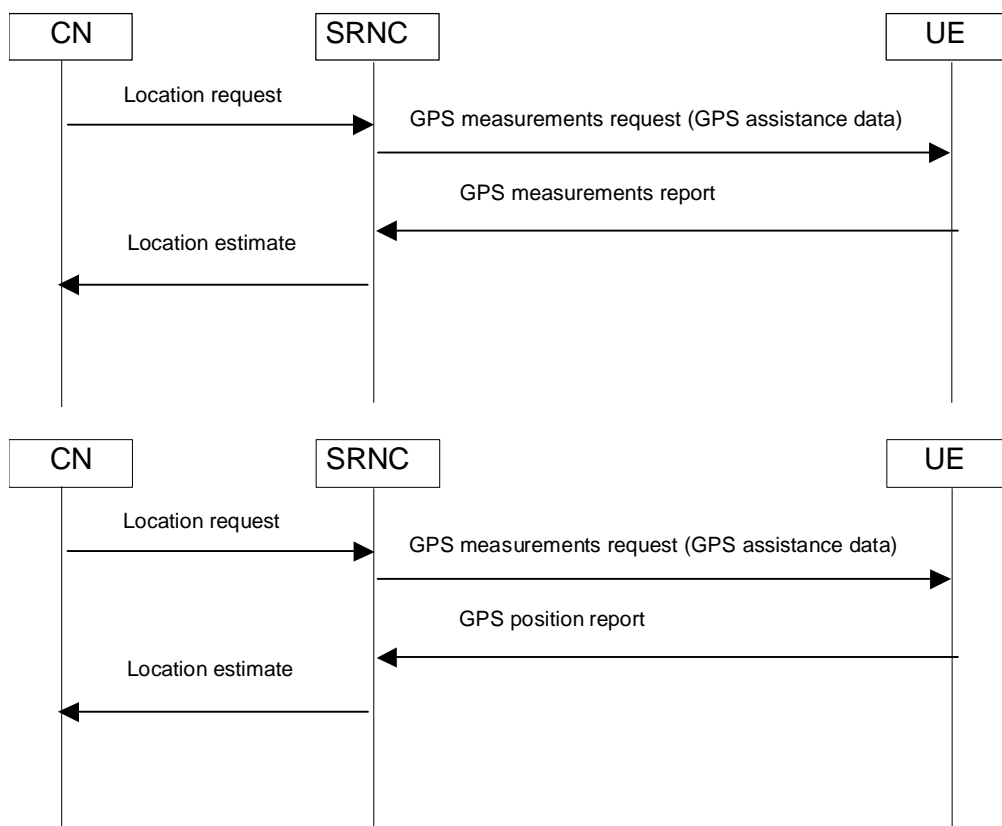 CN SRNC UE
Location request
GPS measurements request (GPS assistance data)
GPS measurements report
Location estimate
CN SRNC UE
Location request
GPS measurements request (GPS assistance data)
GPS position report
Location estimate